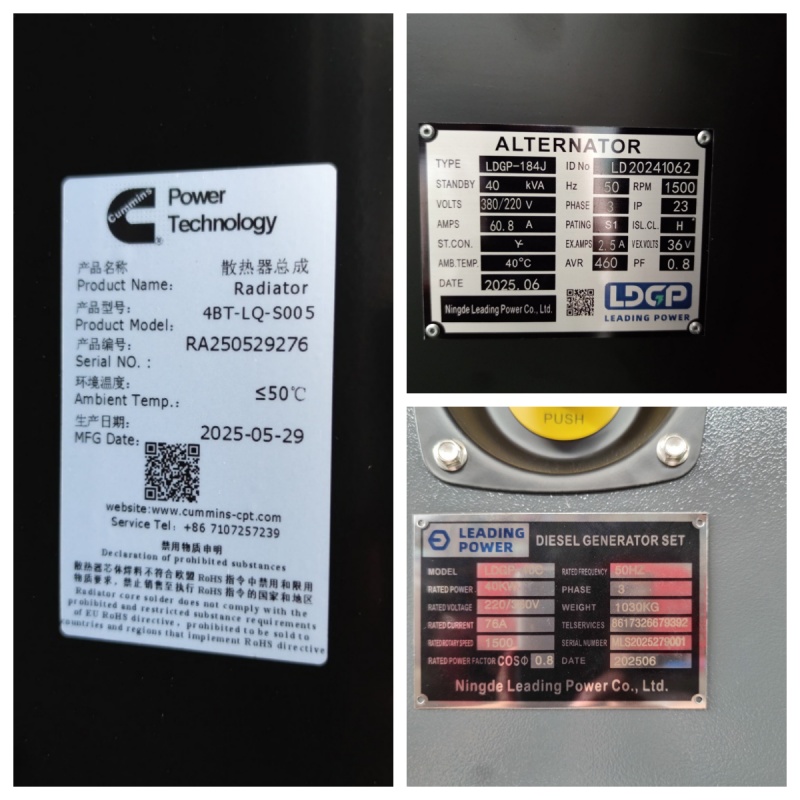 Cummins
Power
Technology
®
产品名称
Product Name:
散热器总成
Radiator
产品型号:
Product Model:
4BT-LQ-S005
产品编号:
Serial NO. :
RA250529276
环境温度:
Ambient Temp.:
≤50℃
生产日期:
MFG Date:
2025-05-29
website:www.cummins-cpt.com
Service Tel: +86 7107257239
禁用物质申明
Declaration of prohibited substances
散热器芯体焊料不符合欧盟 RoHS 指令中禁用和限用
物质要求, 禁止销售至执行 RoHS 指令的国家和地区
Radiator core solder does not comply with the
prohibited and restricted substance requirements
of EU RoHS directive, prohibited to be sold to
countries and regions that implement RoHS directive
ALTERNATOR
TYPE LDGP-184J ID No LD20241062
STANDBY 40 kVA Hz 50 RPM 1500
VOLTS 380/220 V PHASE 3 IP 23
AMPS 60.8 A PATING S1 ISL.CL. H
ST.CON. Y EX.AMPS 2.5 A VEX.VOLTS 36 V
AMB.TEMP. 40℃ AVR 460 PF 0.8
DATE 2025.06
Ningde Leading Power Co., Ltd.
LDGP
LEADING POWER
PUSH
LEADING
POWER
DIESEL GENERATOR SET
MODEL RATED FREQUENCY 50HZ
RATED POWER 40KW PHASE 3
RATED VOLTAGE WEIGHT 1030KG
RATED CURRENT 76A TELSERVICES 8617326679392
RATED ROTARY SPEED 1500 SERIAL NUMBER MLS2025279001
RATED POWER FACTOR COSΦ 0.8 DATE 202506
Ningde Leading Power Co., Ltd.